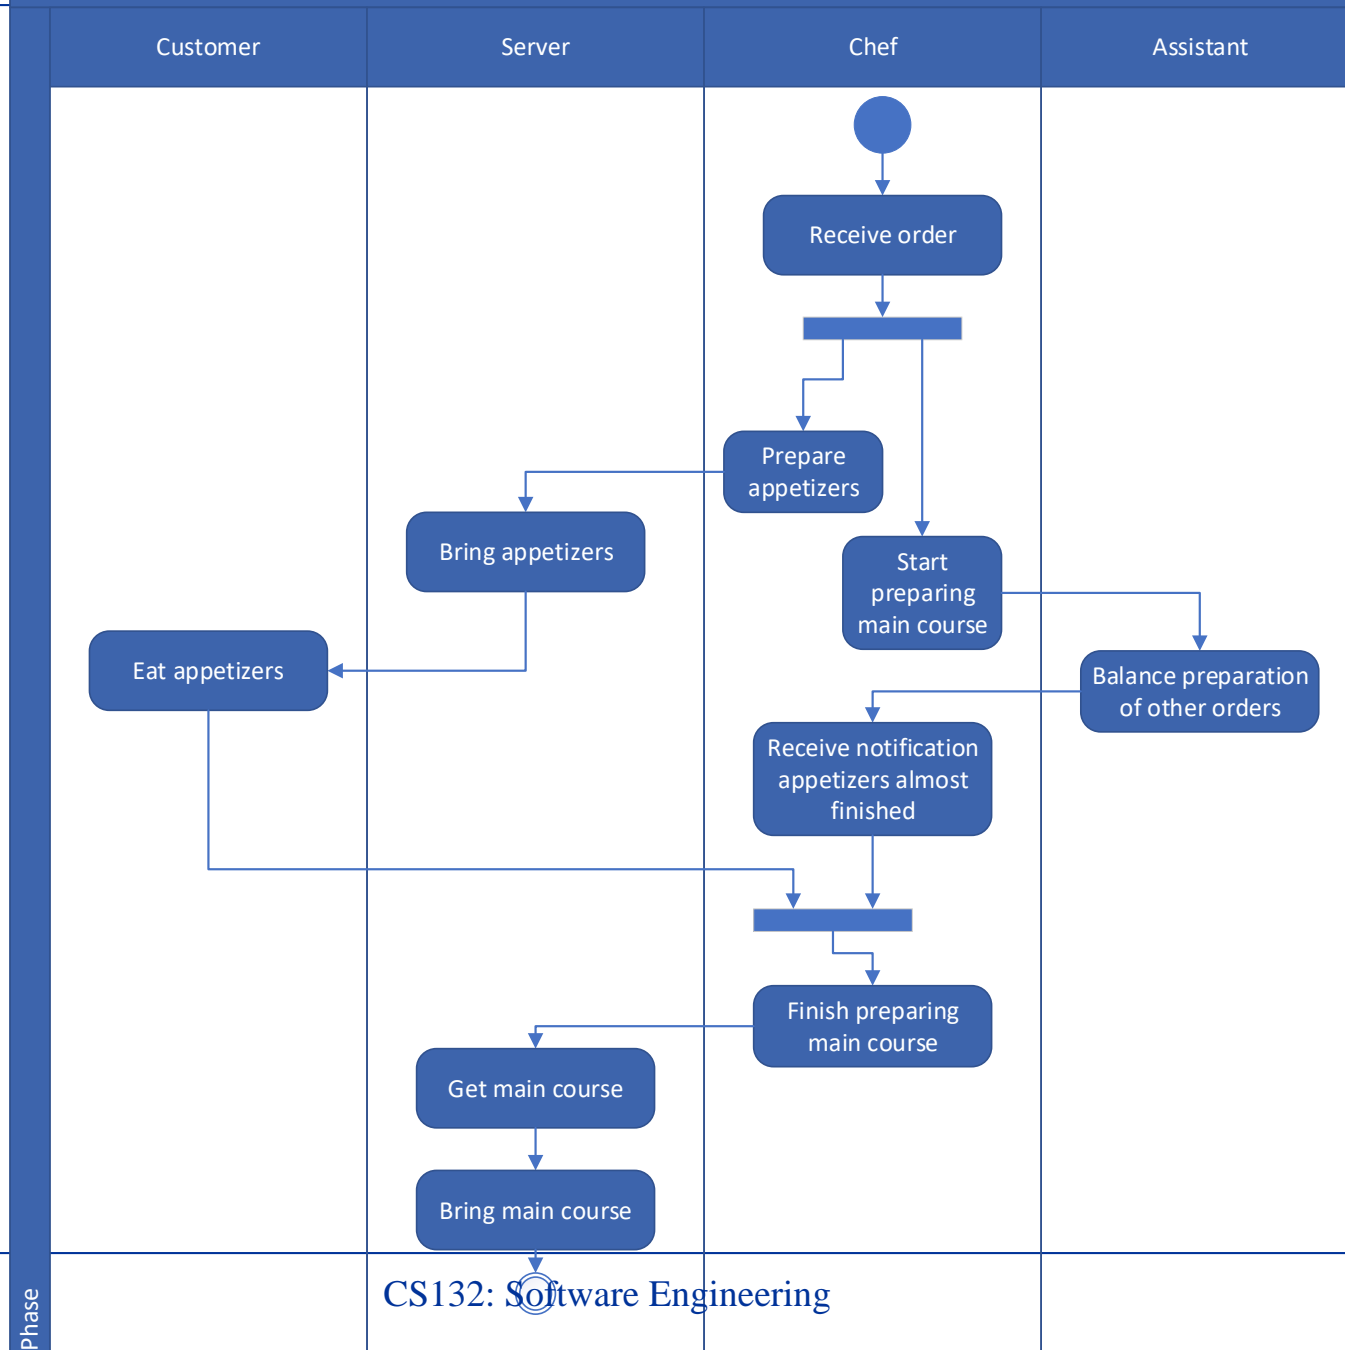 Customer
Server
Chef
Assistant
Receive order
Prepare
appetizers
Bring appetizers
Start
preparing
main course
Eat appetizers
Balance preparation
of other orders
Receive notification
appetizers almost
finished
Finish preparing
main course
Get main course
Bring main course
CS132: Software Engineering
Phase